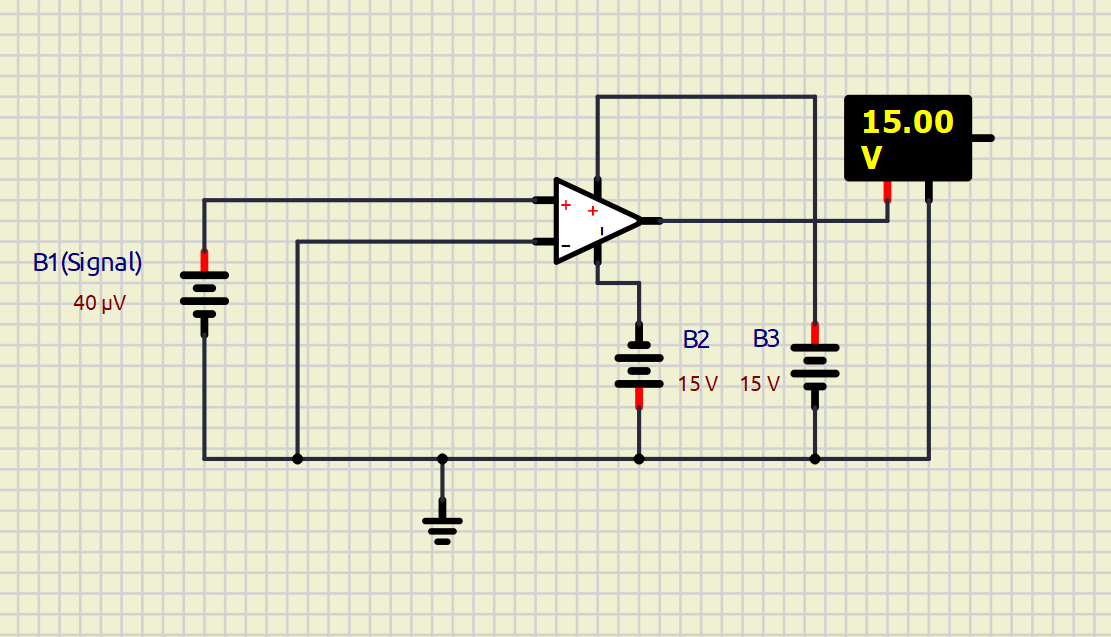 15.00
V
+
+
−
−
B1(Signal)
40 µV
B2
B3
15 V
15 V